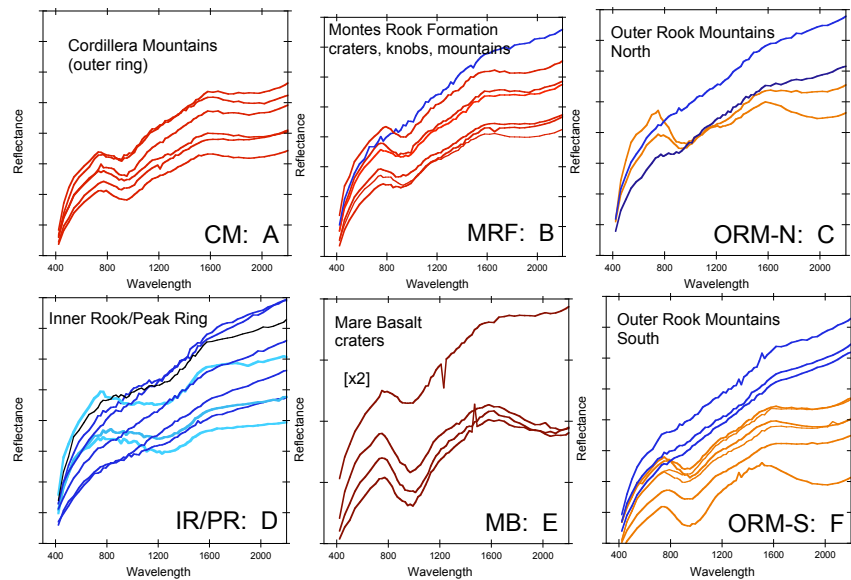 Cordillera Mountains
(outer ring)
Reflectance
CM: A
400 800 1200 1600 2000
Wavelength
Montes Rook Formation
craters, knobs, mountains
Reflectance
MRF: B
400 800 1200 1600 2000
Wavelength
Outer Rook Mountains
North
Reflectance
ORM-N: C
400 800 1200 1600 2000
Wavelength
Inner Rook/Peak Ring
Reflectance
IR/PR: D
400 800 1200 1600 2000
Wavelength
Mare Basalt
craters
[x2]
Reflectance
MB: E
400 800 1200 1600 2000
Wavelength
Outer Rook Mountains
South
Reflectance
ORM-S: F
400 800 1200 1600 2000
Wavelength